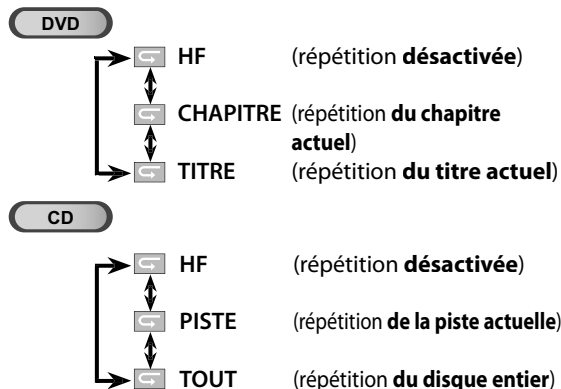 DVD
HF (répétition désactivée)
CHAPITRE (répétition du chapitre
actuel)
TITRE (répétition du titre actuel)
CD
HF (répétition désactivée)
PISTE (répétition de la piste actuelle)
TOUT (répétition du disque entier)